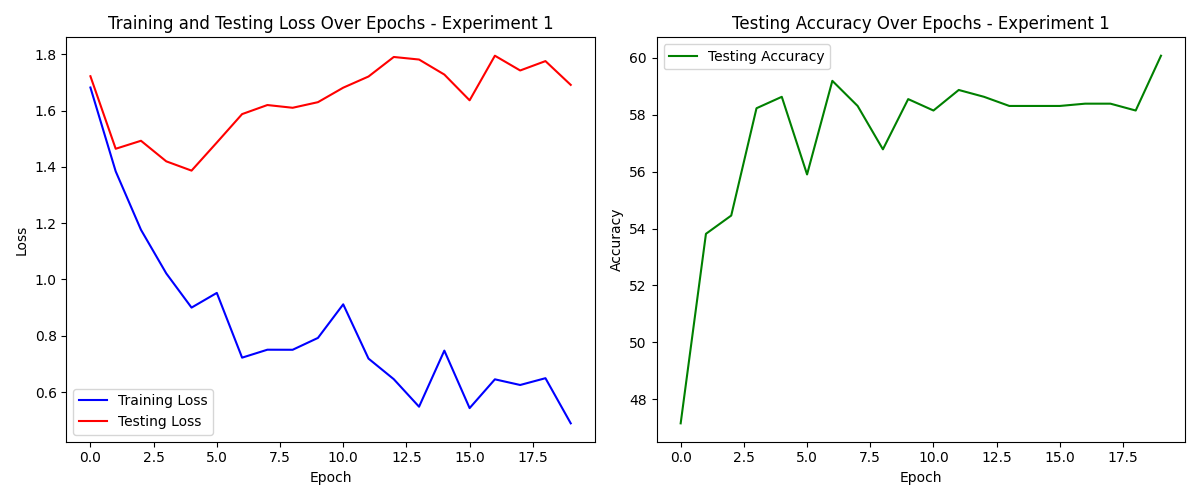 Training and Testing Loss Over Epochs - Experiment 1
1.8
1.6
1.4
1.2
1.0
0.8
0.6
Loss
Training Loss
Testing Loss
0.0 2.5 5.0 7.5 10.0 12.5 15.0 17.5
Epoch
Testing Accuracy Over Epochs - Experiment 1
Testing Accuracy
60
58
56
54
52
50
48
Accuracy
0.0 2.5 5.0 7.5 10.0 12.5 15.0 17.5
Epoch